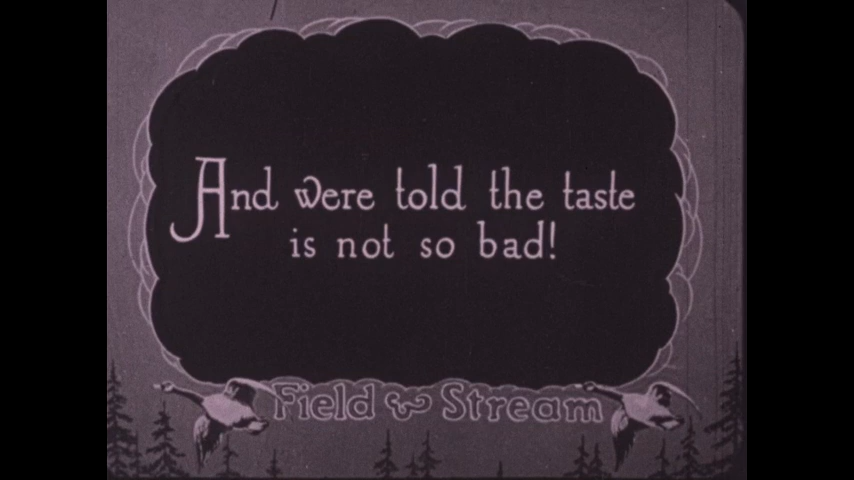 And were told the taste
is not so bad!
Field & Stream